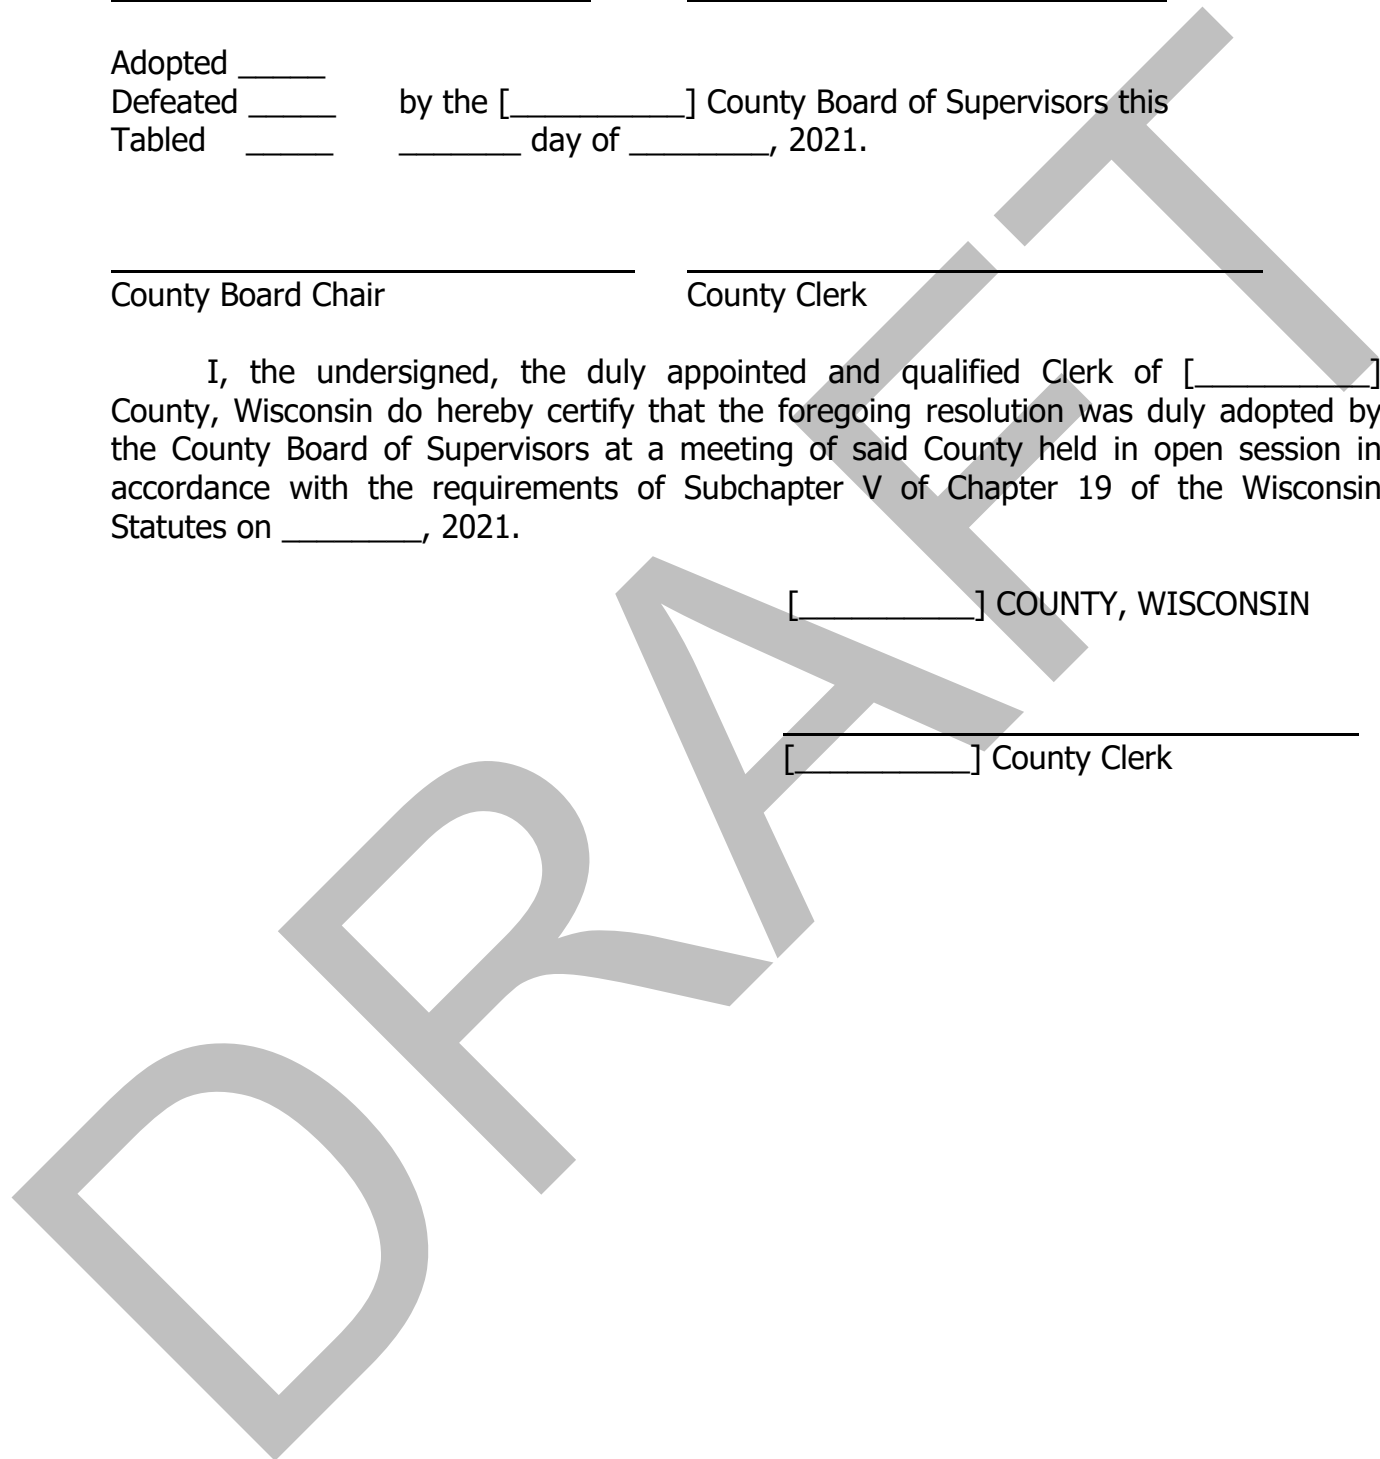 Adopted _____
Defeated _____ by the [__________] County Board of Supervisors this
Tabled _____ _______ day of ________, 2021.
County Board Chair County Clerk
I, the undersigned, the duly appointed and qualified Clerk of [__________]
County, Wisconsin do hereby certify that the foregoing resolution was duly adopted by
the County Board of Supervisors at a meeting of said County held in open session in
accordance with the requirements of Subchapter V of Chapter 19 of the Wisconsin
Statutes on ________, 2021.
[__________] COUNTY, WISCONSIN
[__________] County Clerk
DRAFT